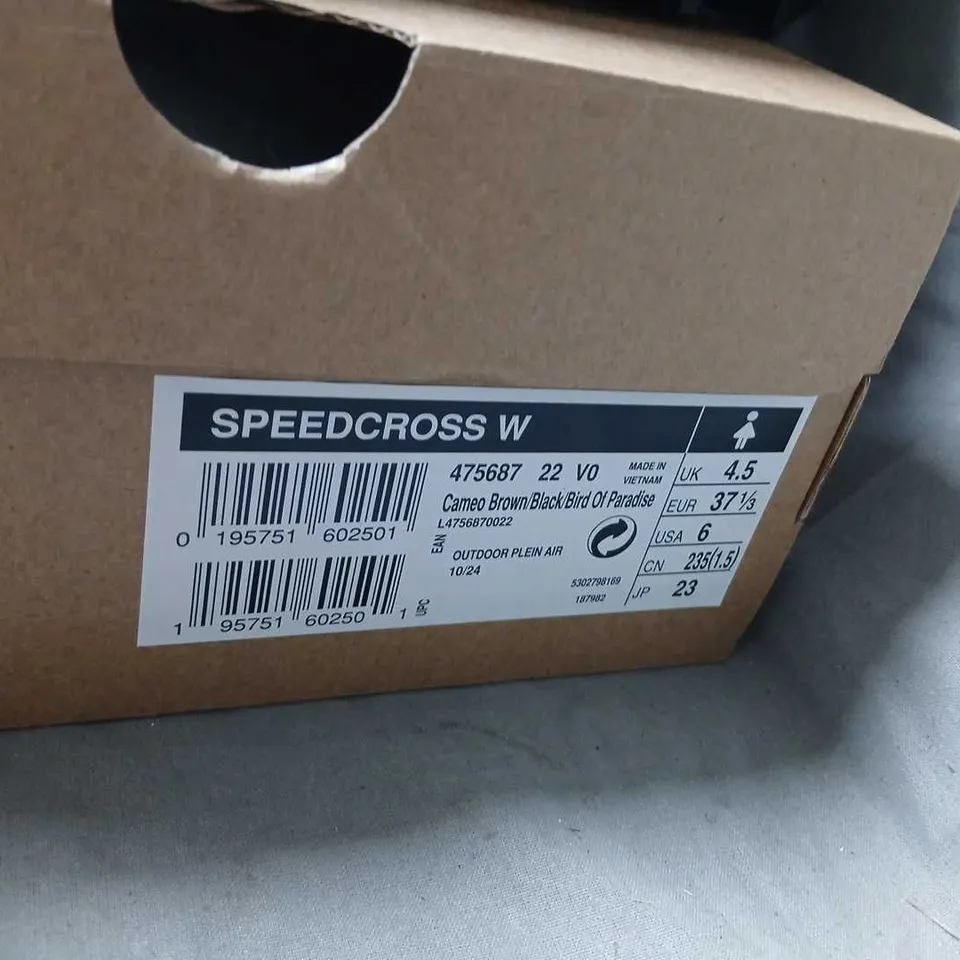 SPEEDCROSS W
475687 22 V0
MADE IN
VIETNAM
Cameo Brown/Black/Bird Of Paradise
L4756870022
0 195751 602501
EAN
OUTDOOR PLEIN AIR
10/24
5302798169
187982
1 95751 60250 1
UPC
UK 4.5
EUR 37 1/3
USA 6
CN 235(1.5)
JP 23